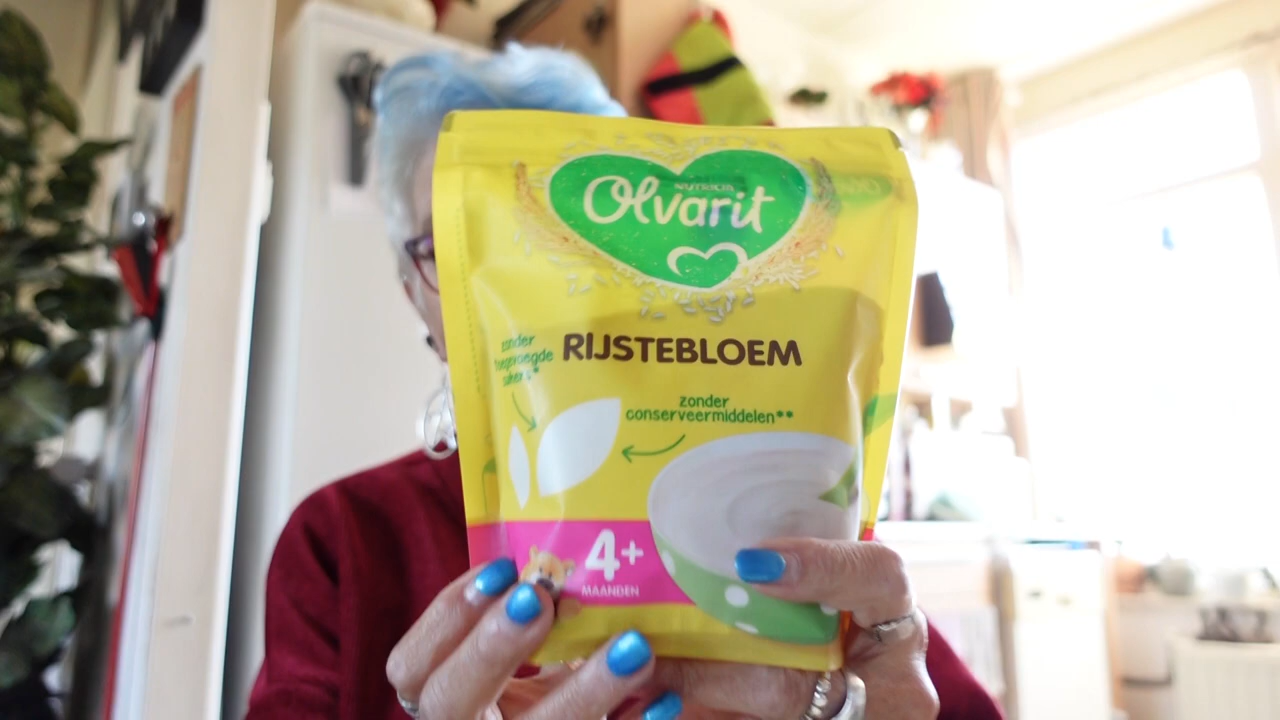 NUTRICIA
Olvarit
RIJSTEBLOEM
zonder
toegevoegde
suikers*
zonder
conserveermiddelen**
4+
MAANDEN